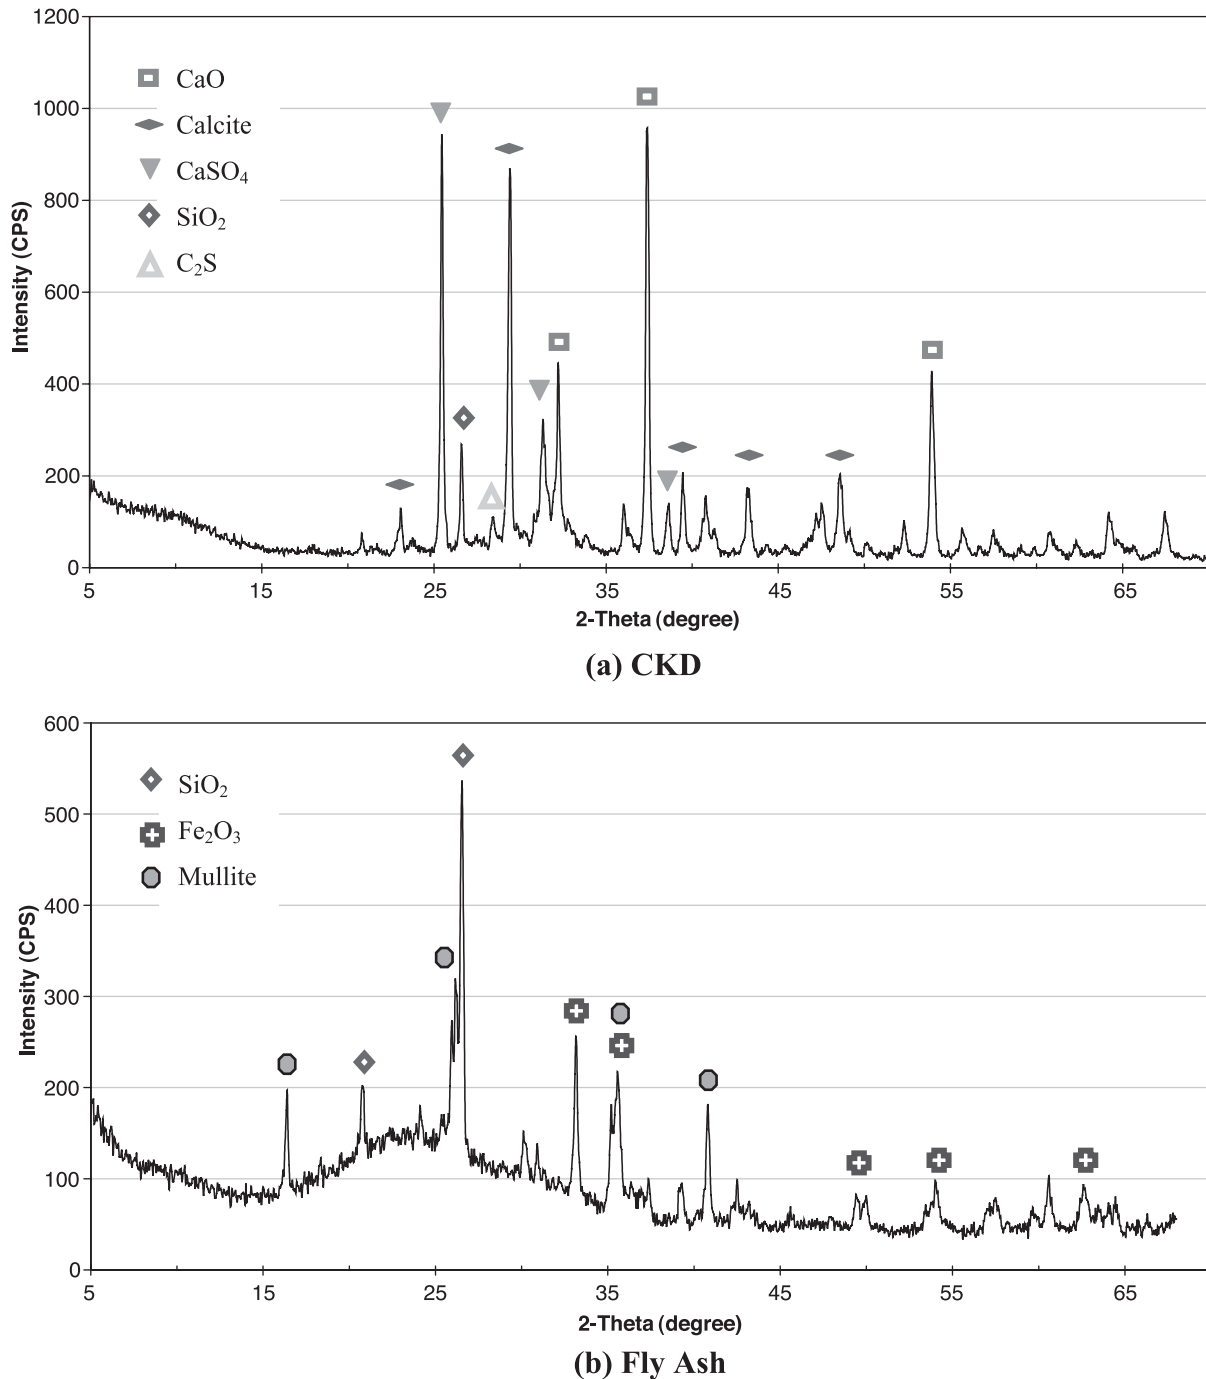 1200
1000
800
600
400
200
0
Intensity (CPS)
CaO
Calcite
CaSO₄
SiO₂
C₂S
5 15 25 35 45 55 65
2-Theta (degree)
(a) CKD
600
500
400
300
200
100
0
Intensity (CPS)
SiO₂
Fe₂O₃
Mullite
5 15 25 35 45 55 65
2-Theta (degree)
(b) Fly Ash